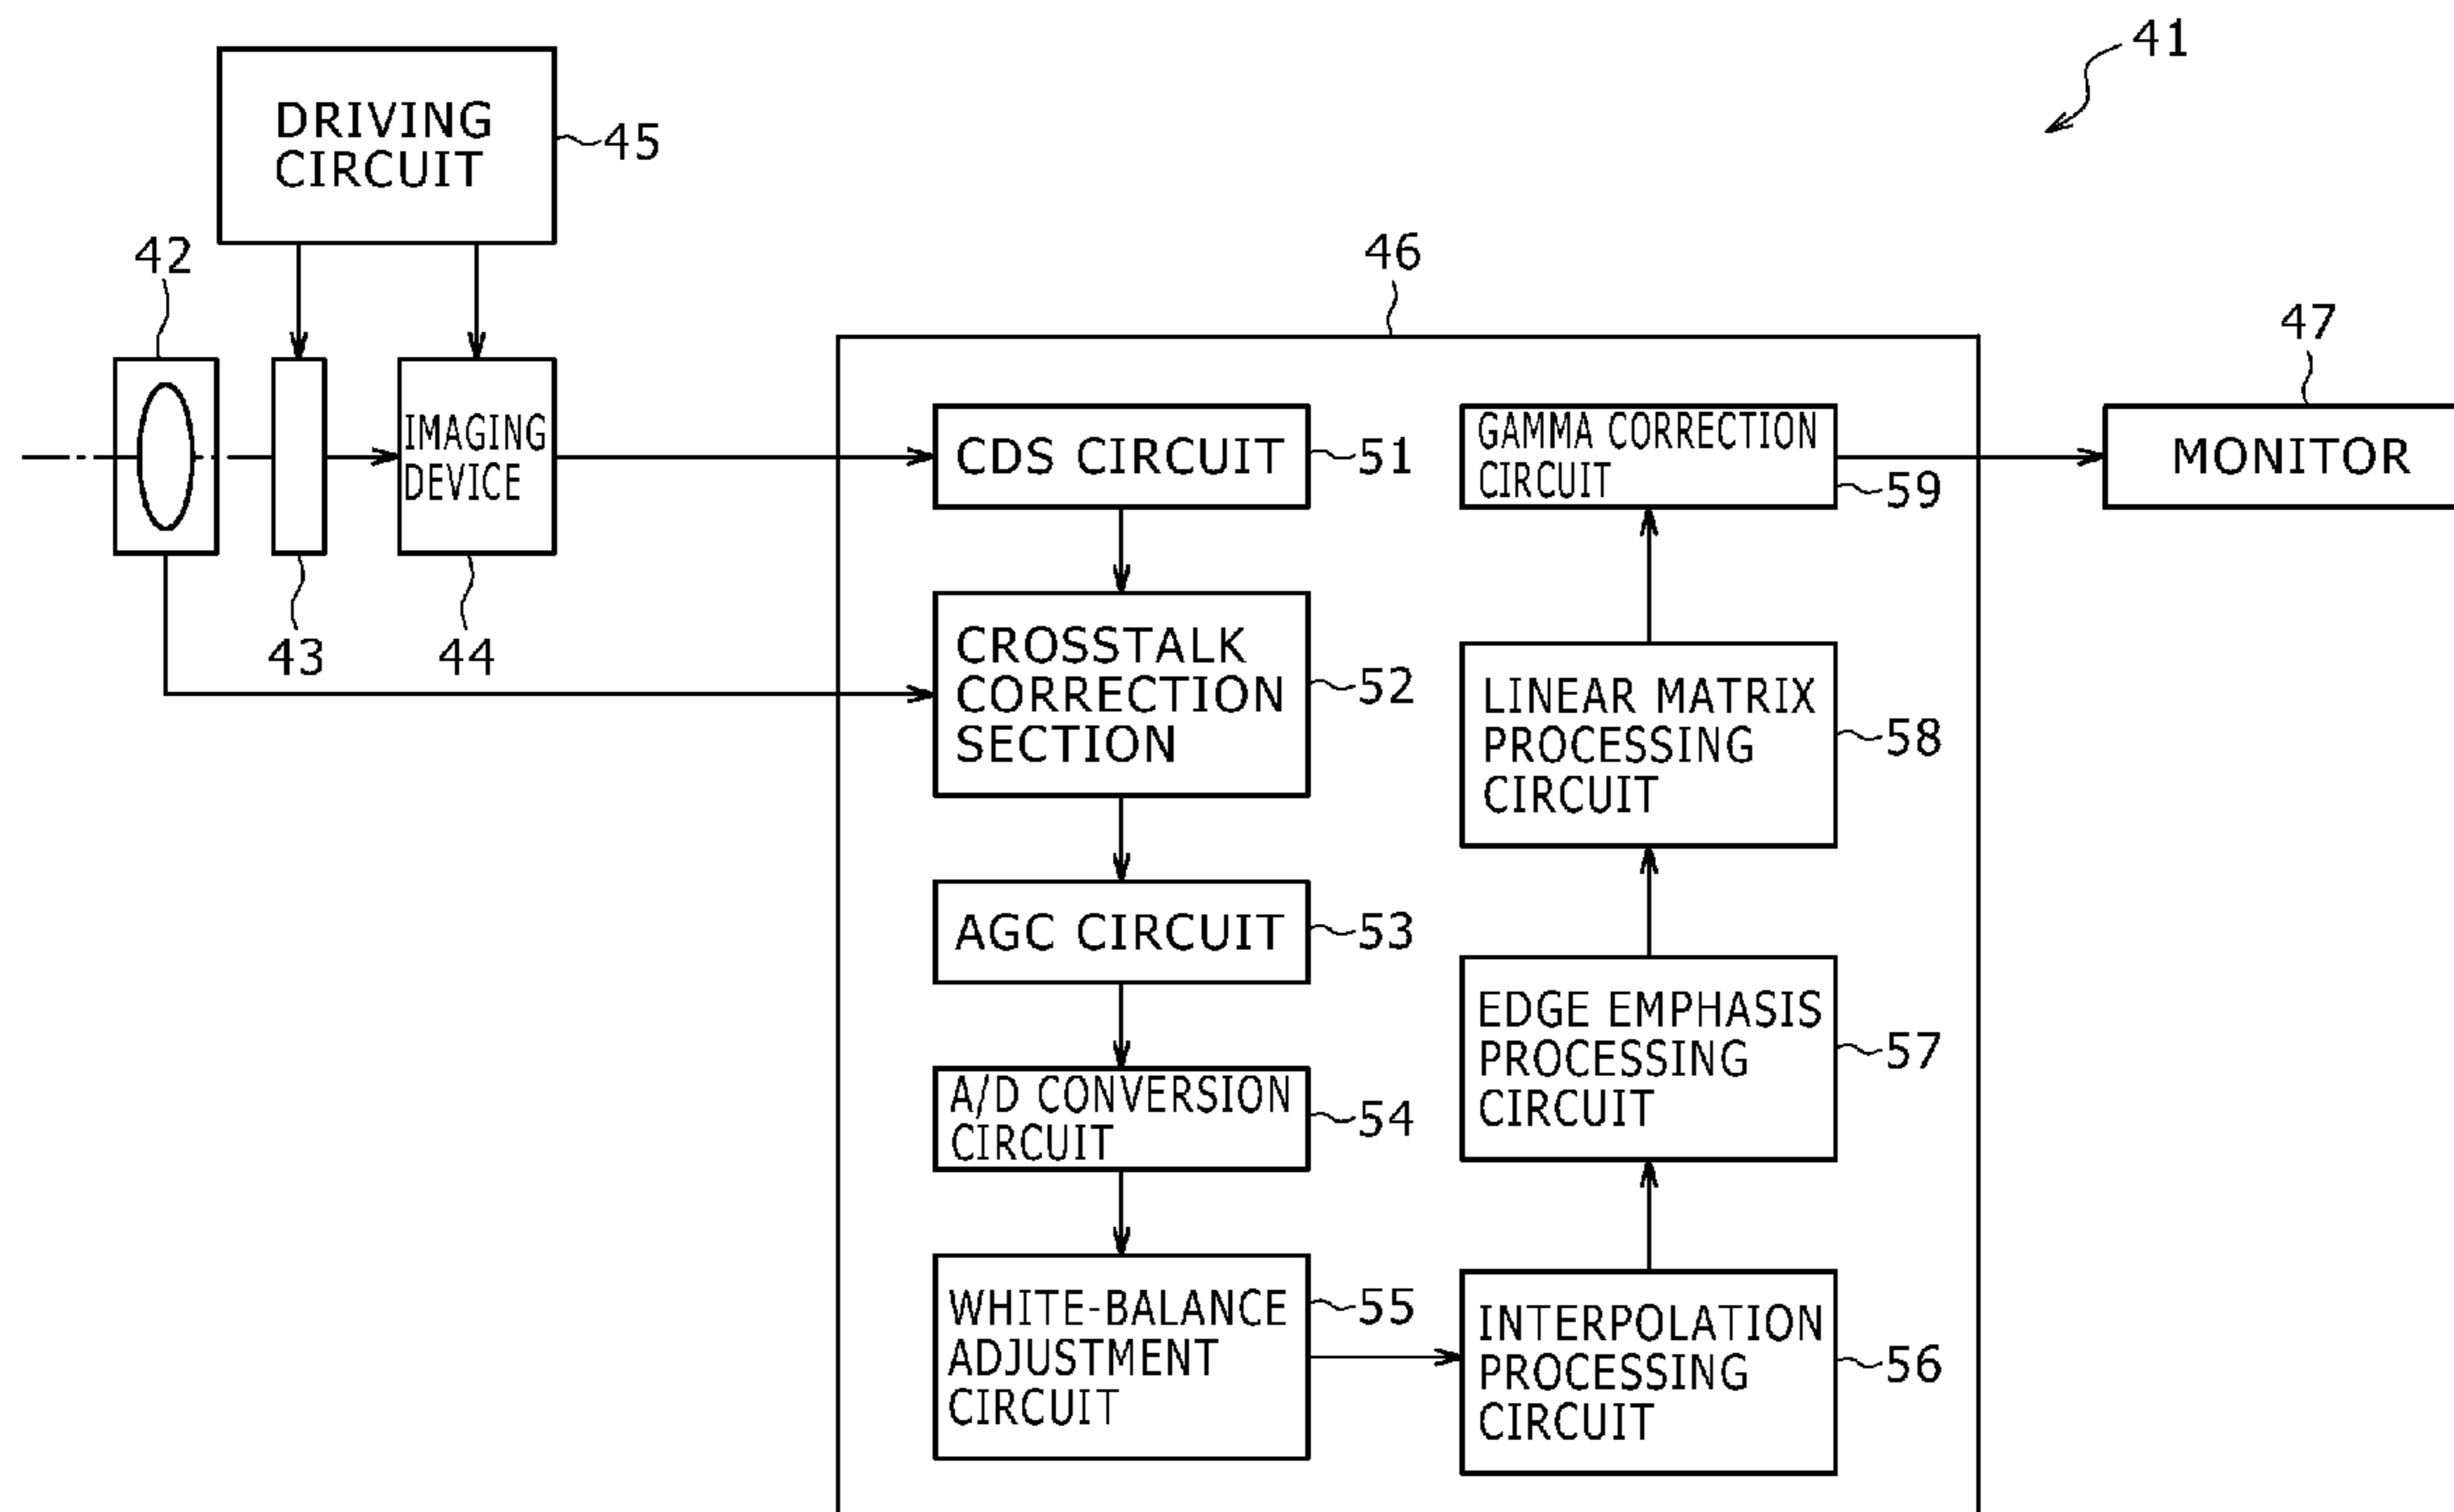 41
DRIVING
CIRCUIT
45
42
46
47
IMAGING
DEVICE
43
44
CDS CIRCUIT
51
CROSSTALK
CORRECTION
SECTION
52
AGC CIRCUIT
53
A/D CONVERSION
CIRCUIT
54
WHITE-BALANCE
ADJUSTMENT
CIRCUIT
55
GAMMA CORRECTION
CIRCUIT
59
LINEAR MATRIX
PROCESSING
CIRCUIT
58
EDGE EMPHASIS
PROCESSING
CIRCUIT
57
INTERPOLATION
PROCESSING
CIRCUIT
56
MONITOR